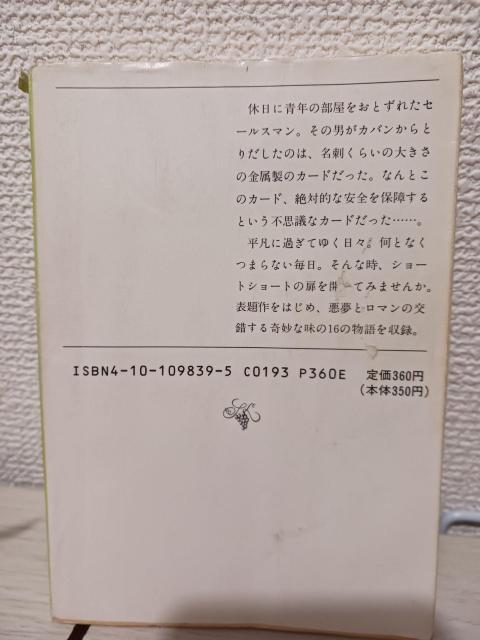 休日に青年の部屋をおとずれたセ
ールスマン。その男がカバンからと
りだしたのは、名刺くらいの大きさ
の金属製のカードだった。なんとこ
のカード、絶対的な安全を保障する
という不思議なカードだった……。
平凡に過ぎてゆく日々。何となく
つまらない毎日。そんな時、ショー
トショートの扉を開けてみませんか。
表題作をはじめ、悪夢とロマンの交
錯する奇妙な味の16の物語を収録。
ISBN4-10-109839-5 C0193 P360E 定価360円
(本体350円)